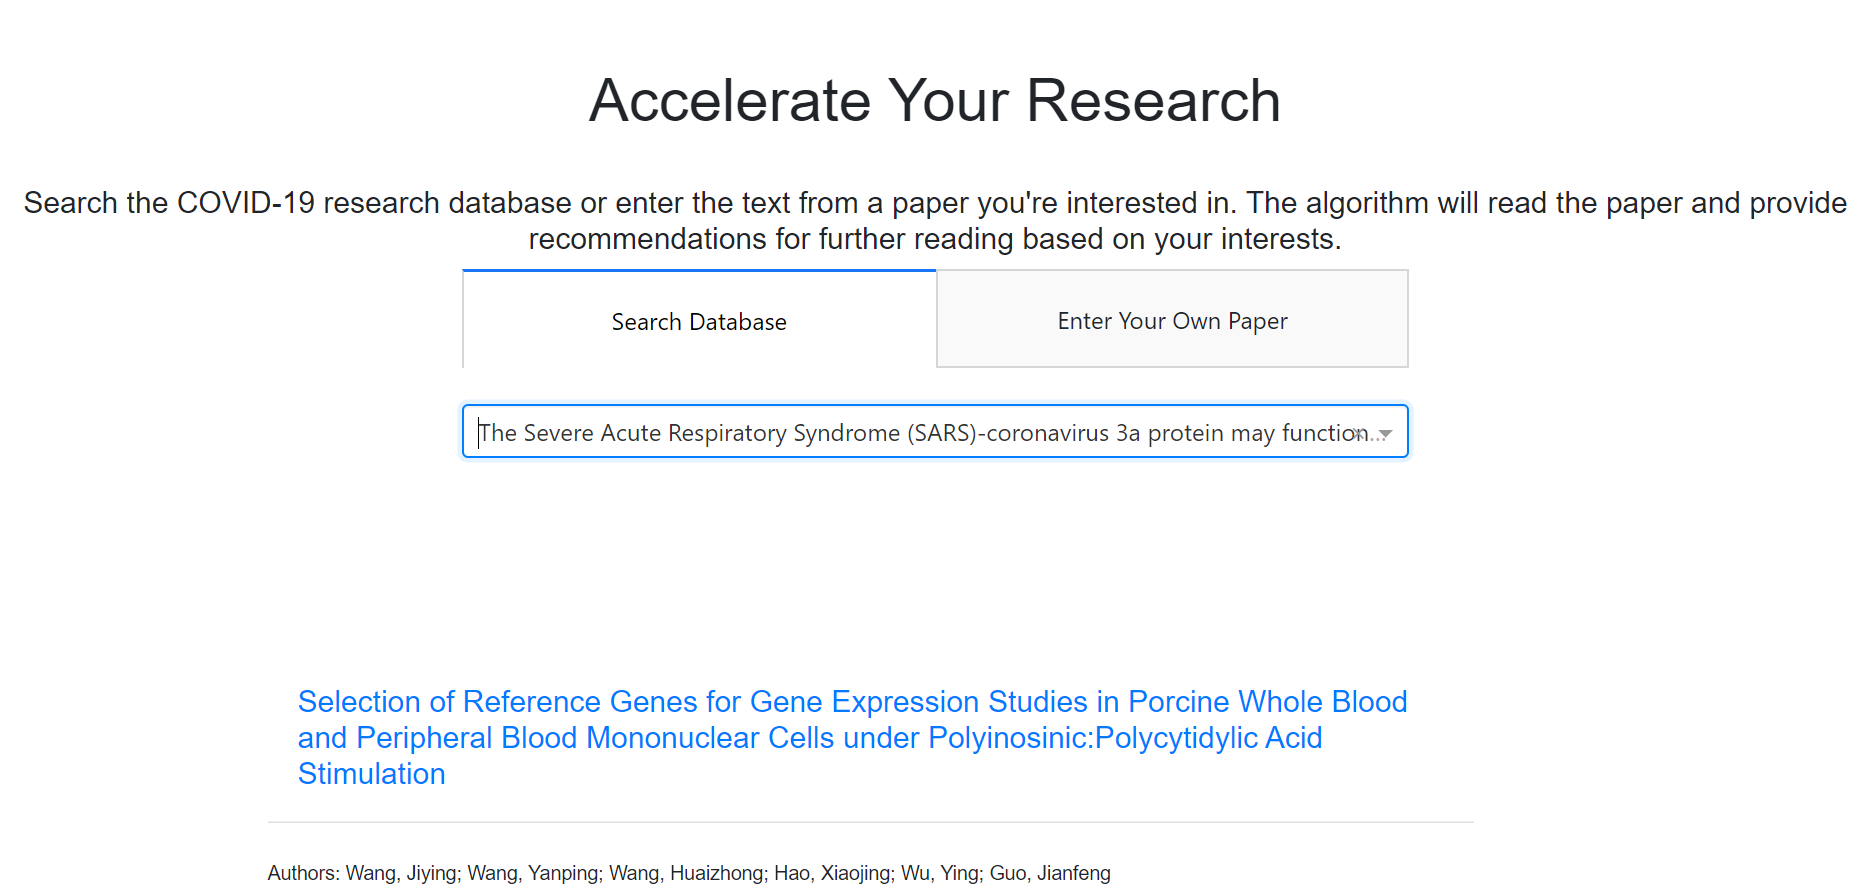 Accelerate Your Research
Search the COVID-19 research database or enter the text from a paper you're interested in. The algorithm will read the paper and provide
recommendations for further reading based on your interests.
Search Database
Enter Your Own Paper
The Severe Acute Respiratory Syndrome (SARS)-coronavirus 3a protein may function...
Selection of Reference Genes for Gene Expression Studies in Porcine Whole Blood
and Peripheral Blood Mononuclear Cells under Polyinosinic:Polycytidylic Acid
Stimulation
Authors: Wang, Jiying; Wang, Yanping; Wang, Huaizhong; Hao, Xiaojing; Wu, Ying; Guo, Jianfeng